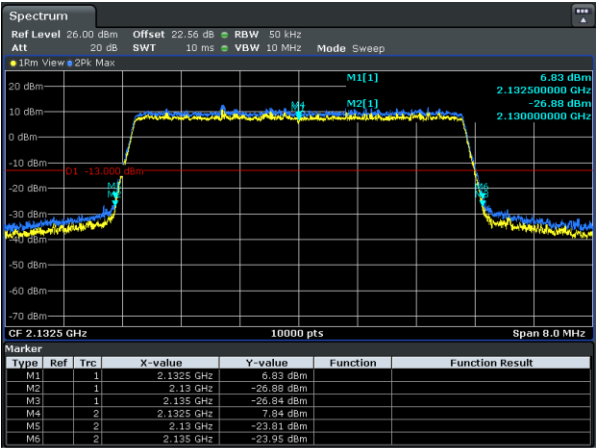 Spectrum
Ref Level 26.00 dBm Offset 22.56 dB RBW 50 kHz
Att 20 dB SWT 10 ms VBW 10 MHz Mode Sweep
1Rm View 2Pk Max
M1[1] 6.83 dBm
2.132500000 GHz
M2[1] -26.88 dBm
2.130000000 GHz
20 dBm
10 dBm
M4
0 dBm
-10 dBm
D1 -13.000 dBm
-20 dBm
-30 dBm
-40 dBm
-50 dBm
-60 dBm
-70 dBm
CF 2.1325 GHz 10000 pts Span 8.0 MHz
Marker
Type Ref Trc X-value Y-value Function Function Result
M1 1 2.1325 GHz 6.83 dBm
M2 1 2.13 GHz -26.88 dBm
M3 1 2.135 GHz -26.84 dBm
M4 2 2.1325 GHz 7.84 dBm
M5 2 2.13 GHz -23.81 dBm
M6 2 2.135 GHz -23.95 dBm